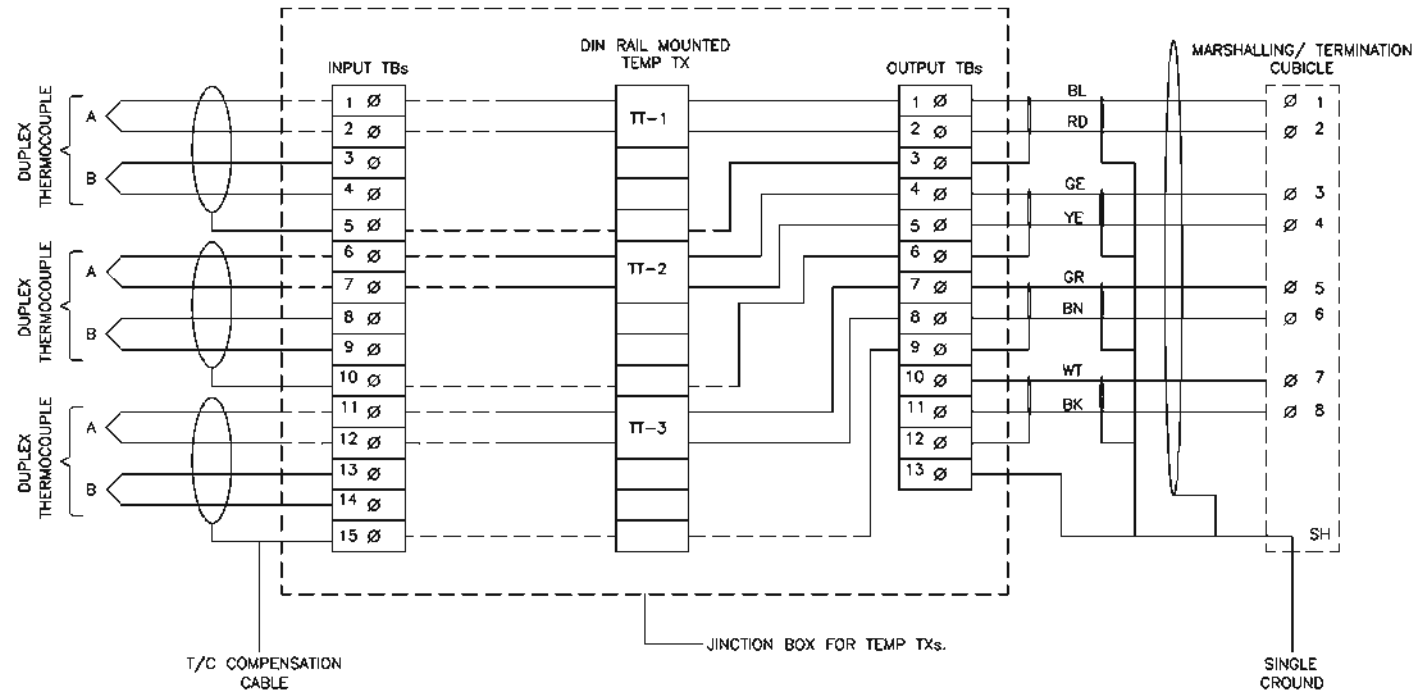 DIN RAIL MOUNTED
TEMP TX
INPUT TBs
OUTPUT TBs
MARSHALLING/ TERMINATION
CUBICLE
DUPLEX
THERMOCOUPLE
A
B
DUPLEX
THERMOCOUPLE
A
B
DUPLEX
THERMOCOUPLE
A
B
1 Ø
2 Ø
3 Ø
4 Ø
5 Ø
6 Ø
7 Ø
8 Ø
9 Ø
10 Ø
11 Ø
12 Ø
13 Ø
14 Ø
15 Ø
TT-1
TT-2
TT-3
1 Ø
2 Ø
3 Ø
4 Ø
5 Ø
6 Ø
7 Ø
8 Ø
9 Ø
10 Ø
11 Ø
12 Ø
13 Ø
BL
RD
GE
YE
GR
BN
WT
BK
Ø 1
Ø 2
Ø 3
Ø 4
Ø 5
Ø 6
Ø 7
Ø 8
SH
JINCTION BOX FOR TEMP TXs.
T/C COMPENSATION
CABLE
SINGLE
CROUND